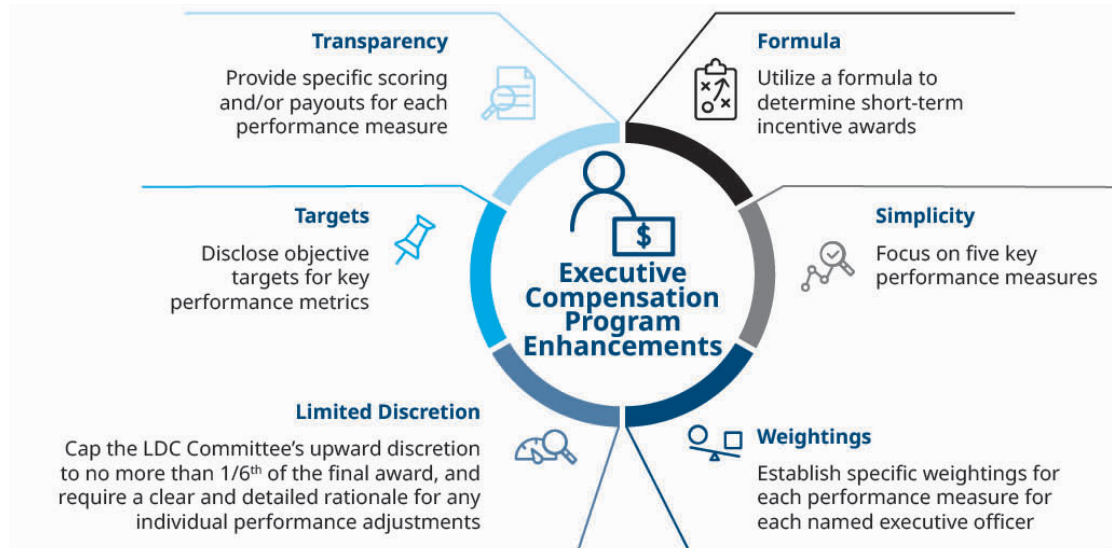 Transparency
Provide specific scoring
and/or payouts for each
performance measure
Formula
Utilize a formula to
determine short-term
incentive awards
Targets
Disclose objective
targets for key
performance metrics
$
Executive
Compensation
Program
Enhancements
Simplicity
Focus on five key
performance measures
Limited Discretion
Cap the LDC Committee’s upward discretion
to no more than 1/6th of the final award, and
require a clear and detailed rationale for any
individual performance adjustments
Weightings
Establish specific weightings for
each performance measure for
each named executive officer